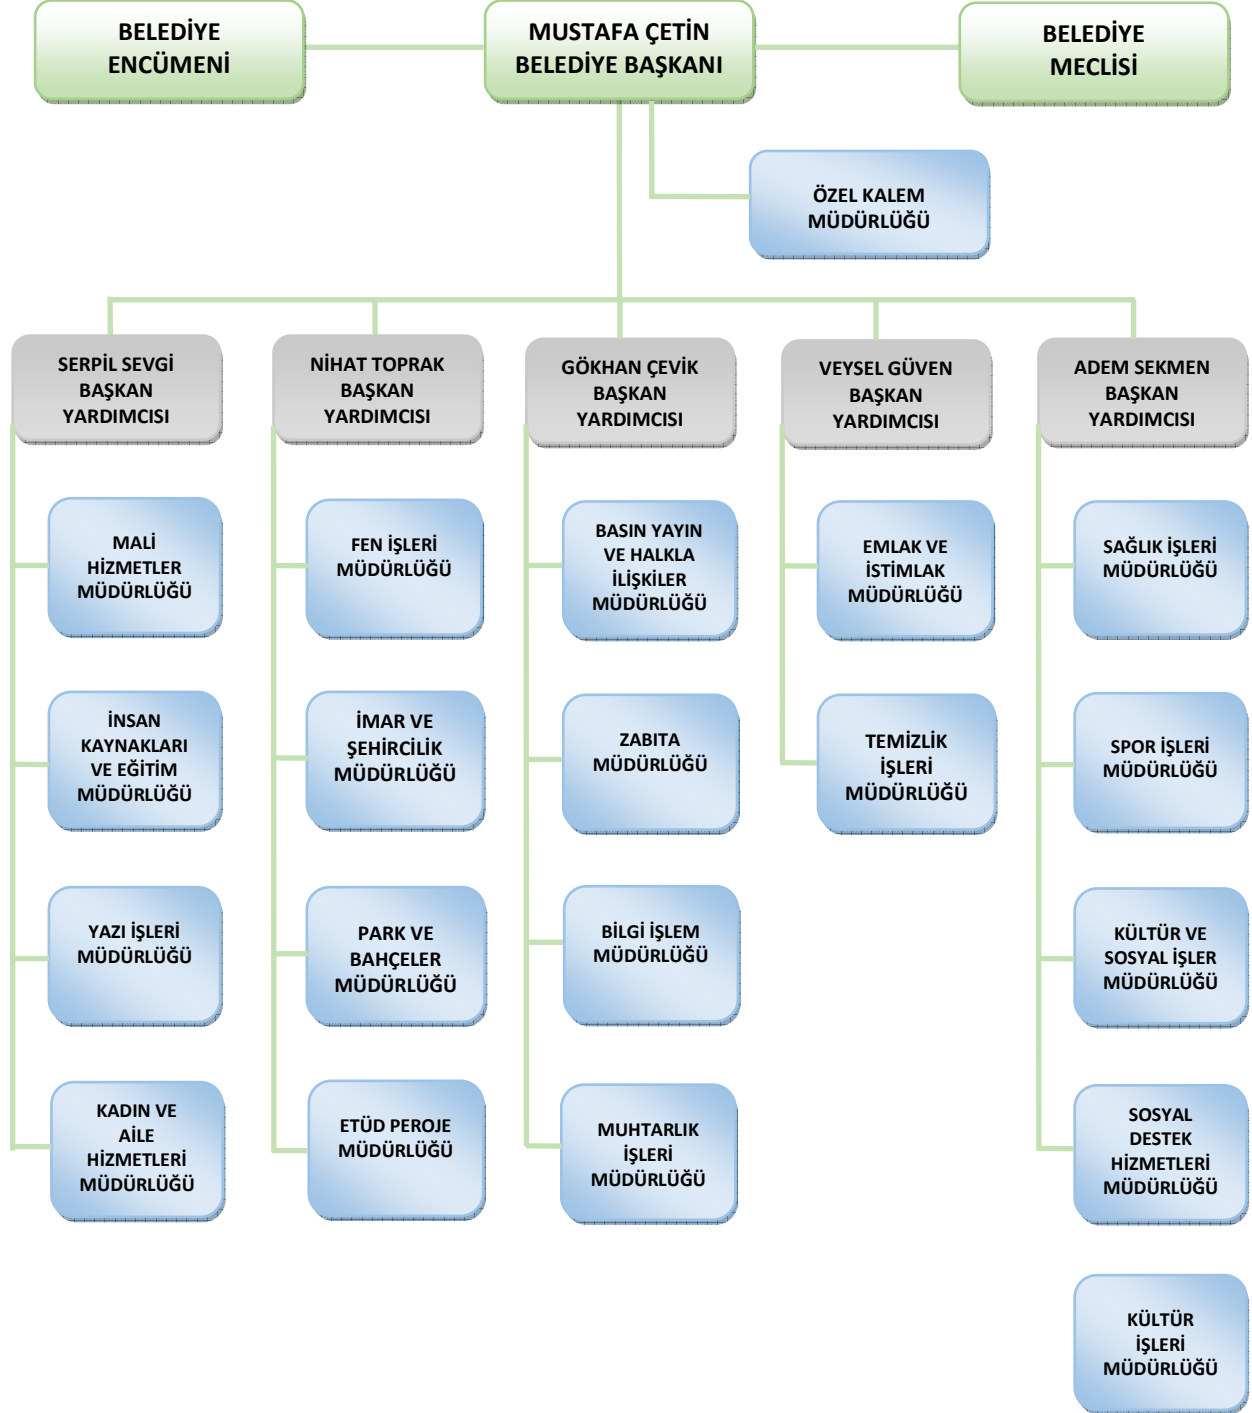 BELEDİYE
ENCÜMENİ
MUSTAFA ÇETİN
BELEDİYE BAŞKANI
BELEDİYE
MECLİSİ
ÖZEL KALEM
MÜDÜRLÜĞÜ
SERPİL SEVGİ
BAŞKAN
YARDIMCISI
NİHAT TOPRAK
BAŞKAN
YARDIMCISI
GÖKHAN ÇEVİK
BAŞKAN
YARDIMCISI
VEYSEL GÜVEN
BAŞKAN
YARDIMCISI
ADEM SEKMEN
BAŞKAN
YARDIMCISI
MALİ
HİZMETLER
MÜDÜRLÜĞÜ
FEN İŞLERİ
MÜDÜRLÜĞÜ
BASIN YAYIN
VE HALKLA
İLİŞKİLER
MÜDÜRLÜĞÜ
EMLAK VE
İSTİMLAK
MÜDÜRLÜĞÜ
SAĞLIK İŞLERİ
MÜDÜRLÜĞÜ
İNSAN
KAYNAKLARI
VE EĞİTİM
MÜDÜRLÜĞÜ
İMAR VE
ŞEHİRCİLİK
MÜDÜRLÜĞÜ
ZABITA
MÜDÜRLÜĞÜ
TEMİZLİK
İŞLERİ
MÜDÜRLÜĞÜ
SPOR İŞLERİ
MÜDÜRLÜĞÜ
YAZI İŞLERİ
MÜDÜRLÜĞÜ
PARK VE
BAHÇELER
MÜDÜRLÜĞÜ
BİLGİ İŞLEM
MÜDÜRLÜĞÜ
KÜLTÜR VE
SOSYAL İŞLER
MÜDÜRLÜĞÜ
KADIN VE
AİLE
HİZMETLERİ
MÜDÜRLÜĞÜ
ETÜD PEROJE
MÜDÜRLÜĞÜ
MUHTARLIK
İŞLERİ
MÜDÜRLÜĞÜ
SOSYAL
DESTEK
HİZMETLERİ
MÜDÜRLÜĞÜ
KÜLTÜR
İŞLERİ
MÜDÜRLÜĞÜ